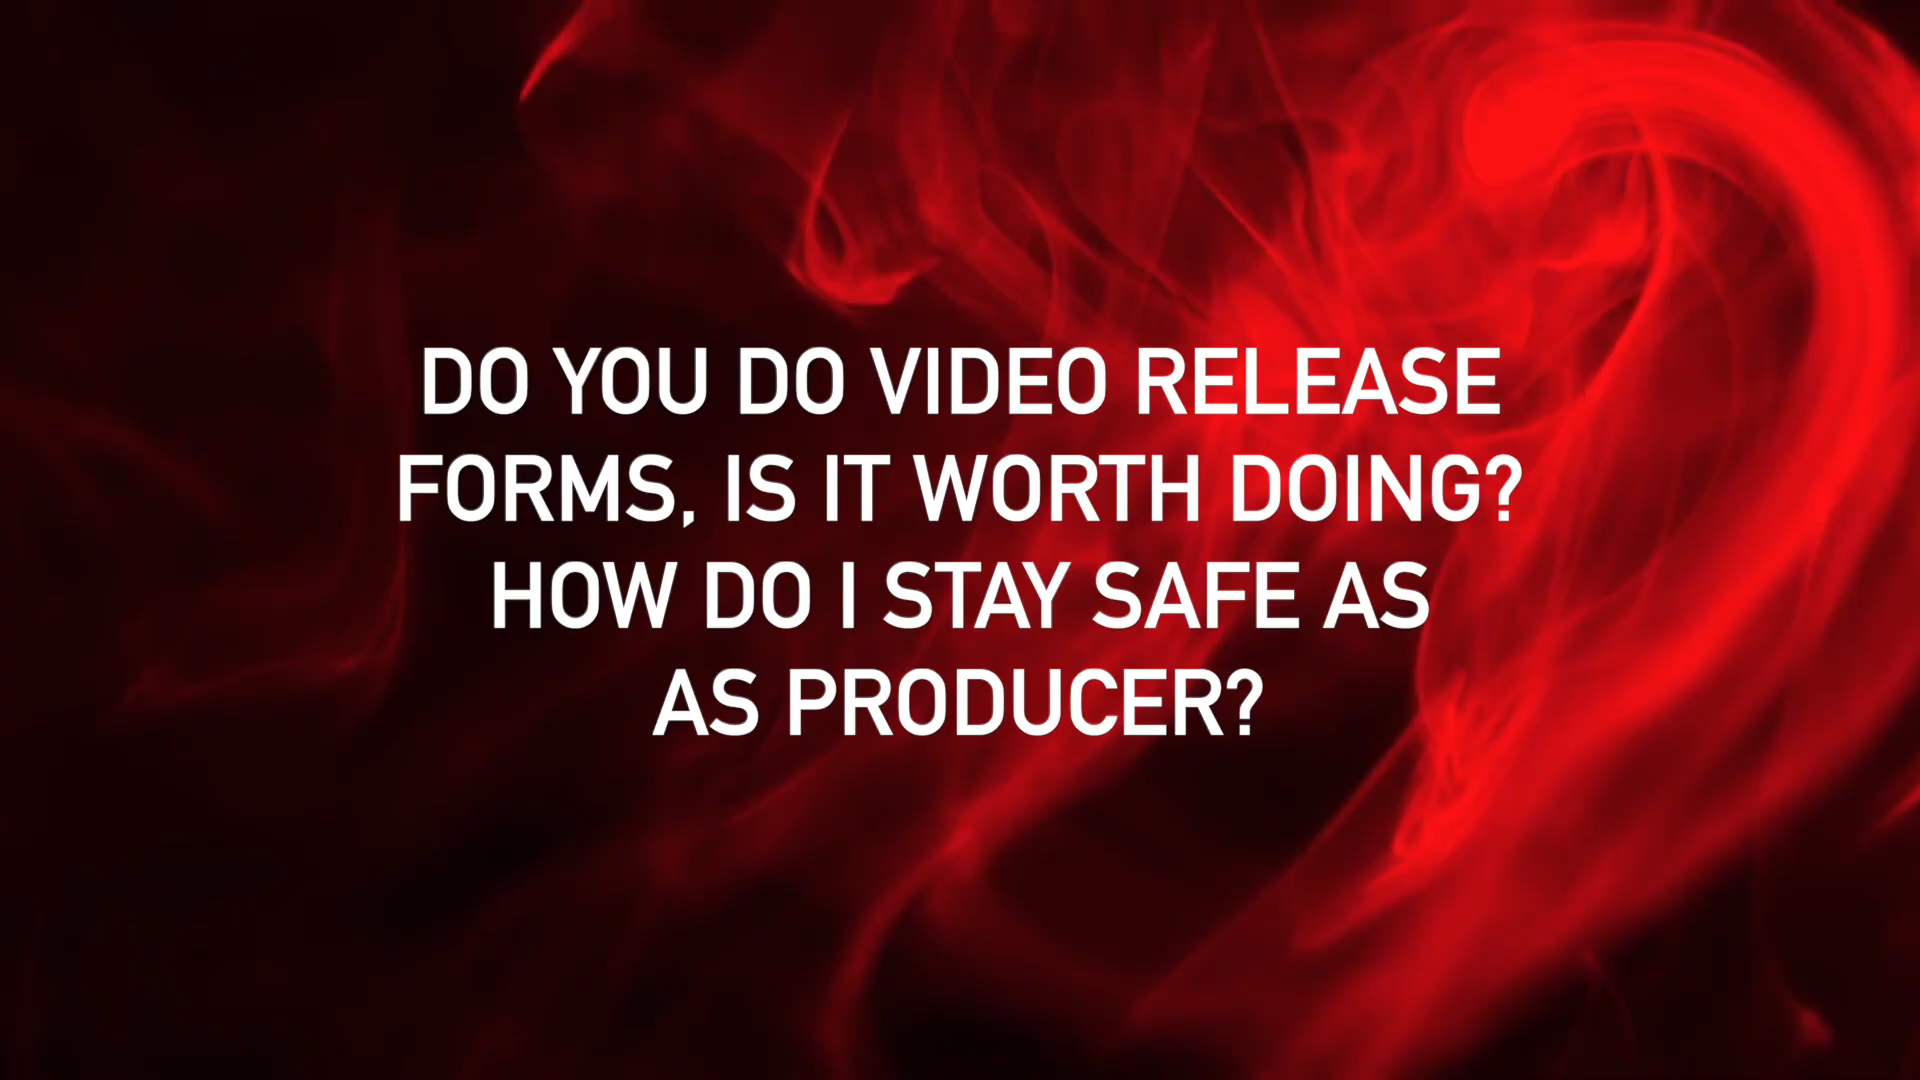 DO YOU DO VIDEO RELEASE
FORMS, IS IT WORTH DOING?
HOW DO I STAY SAFE AS
AS PRODUCER?